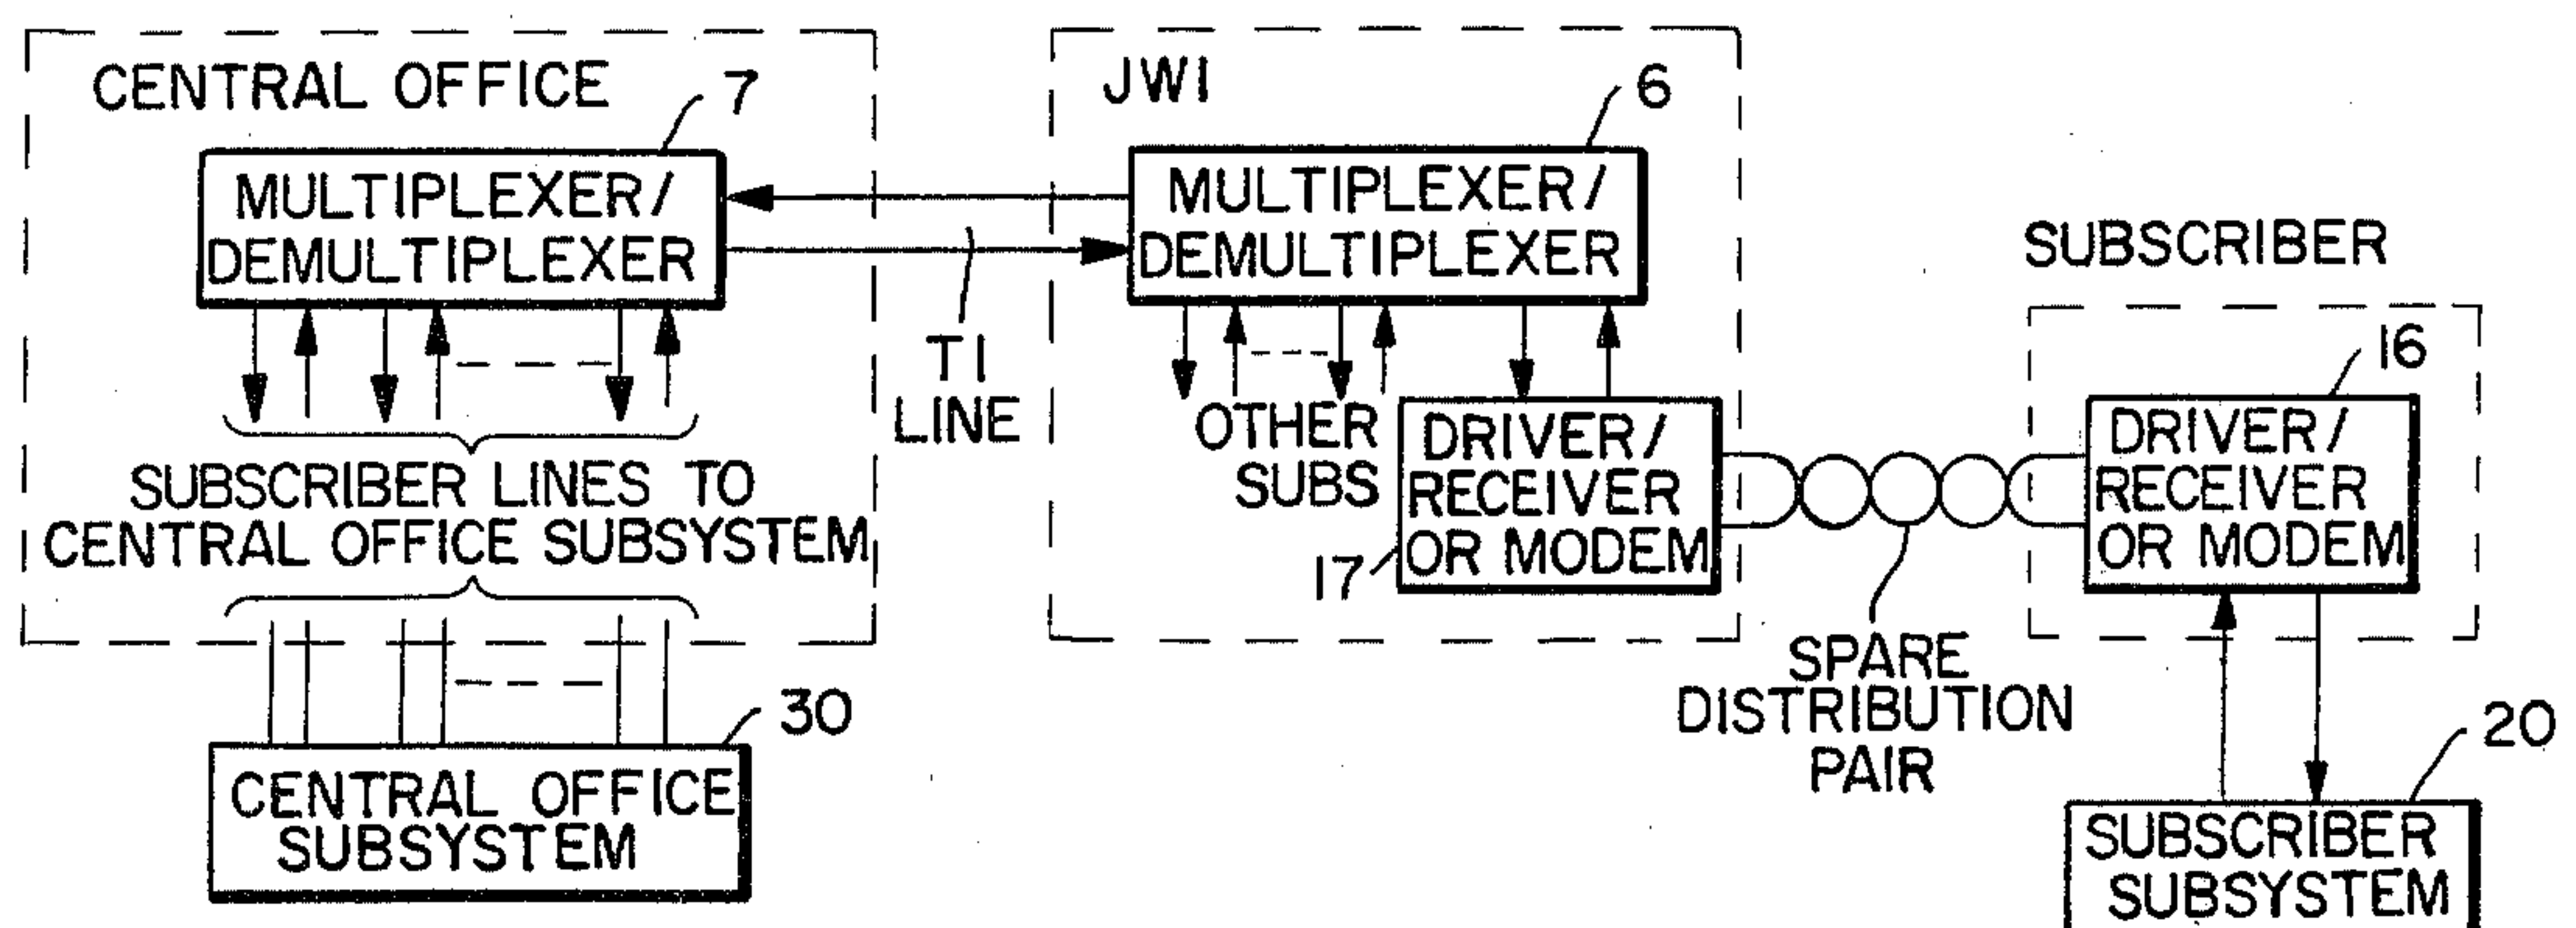 CENTRAL OFFICE
7
MULTIPLEXER/
DEMULTIPLEXER
SUBSCRIBER LINES TO
CENTRAL OFFICE SUBSYSTEM
30
CENTRAL OFFICE
SUBSYSTEM
T1
LINE
JWI
6
MULTIPLEXER/
DEMULTIPLEXER
OTHER
SUBS
DRIVER/
RECEIVER
OR MODEM
17
SPARE
DISTRIBUTION
PAIR
SUBSCRIBER
16
DRIVER/
RECEIVER
OR MODEM
20
SUBSCRIBER
SUBSYSTEM